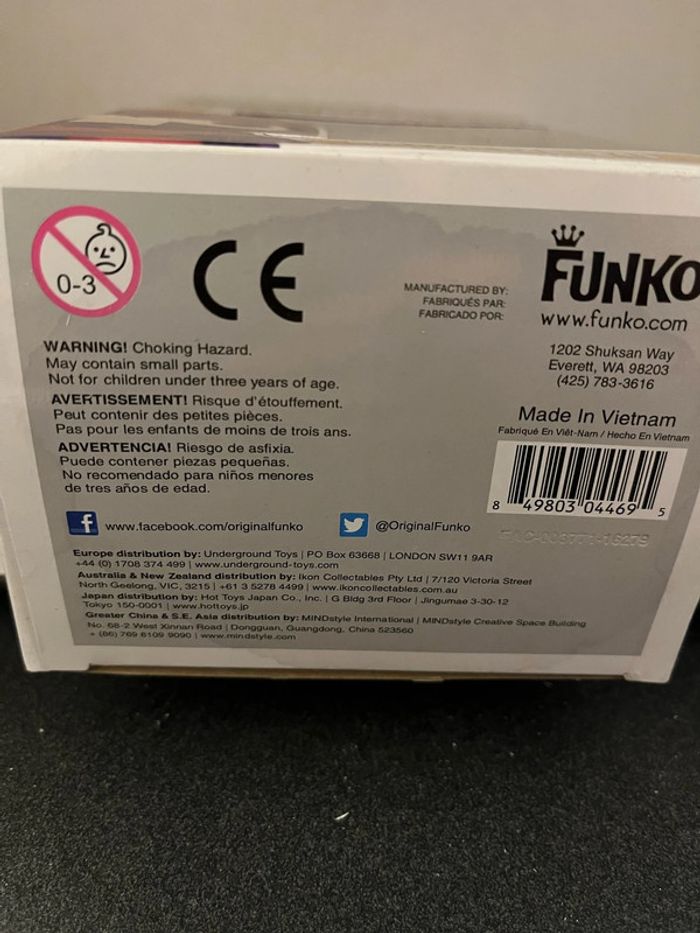 0-3
CE
MANUFACTURED BY:
FABRIQUÉS PAR:
FABRICADO POR:
FUNKO
www.funko.com
1202 Shuksan Way
Everett, WA 98203
(425) 783-3616
WARNING! Choking Hazard.
May contain small parts.
Not for children under three years of age.
AVERTISSEMENT! Risque d'étouffement.
Peut contenir des petites pièces.
Pas pour les enfants de moins de trois ans.
ADVERTENCIA! Riesgo de asfixia.
Puede contener piezas pequeñas.
No recomendado para niños menores
de tres años de edad.
Made In Vietnam
Fabriqué En Viêt-Nam / Hecho En Vietnam
8 49803 04469 5
f www.facebook.com/originalfunko
@OriginalFunko
Europe distribution by: Underground Toys | PO Box 63668 | LONDON SW11 9AR
+44 (0) 1708 374 499 | www.underground-toys.com
Australia & New Zealand distribution by: Ikon Collectables Pty Ltd | 7/120 Victoria Street
North Geelong, VIC, 3215 | +61 3 5278 4499 | www.ikoncollectables.com.au
Japan distribution by: Hot Toys Japan Co., Inc. | G Bldg 3rd Floor | Jingumae 3-30-12
Tokyo 150-0001 | www.hottoys.jp
Greater China & S.E. Asia distribution by: MINDstyle International | MINDstyle Creative Space Building
No. 68-2 West Xinnan Road | Dongguan, Guangdong, China 523560
+ (86) 769 8109 9090 | www.mindstyle.com